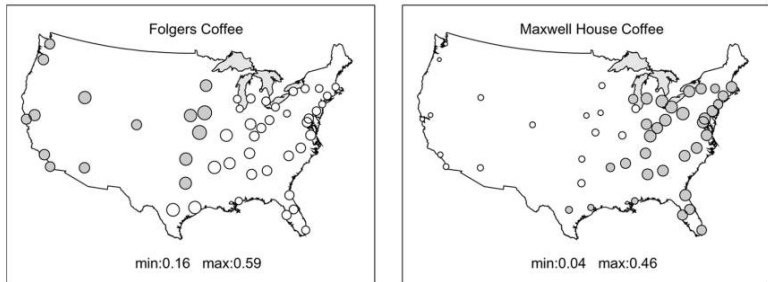 Folgers Coffee
min:0.16 max:0.59
Maxwell House Coffee
min:0.04 max:0.46